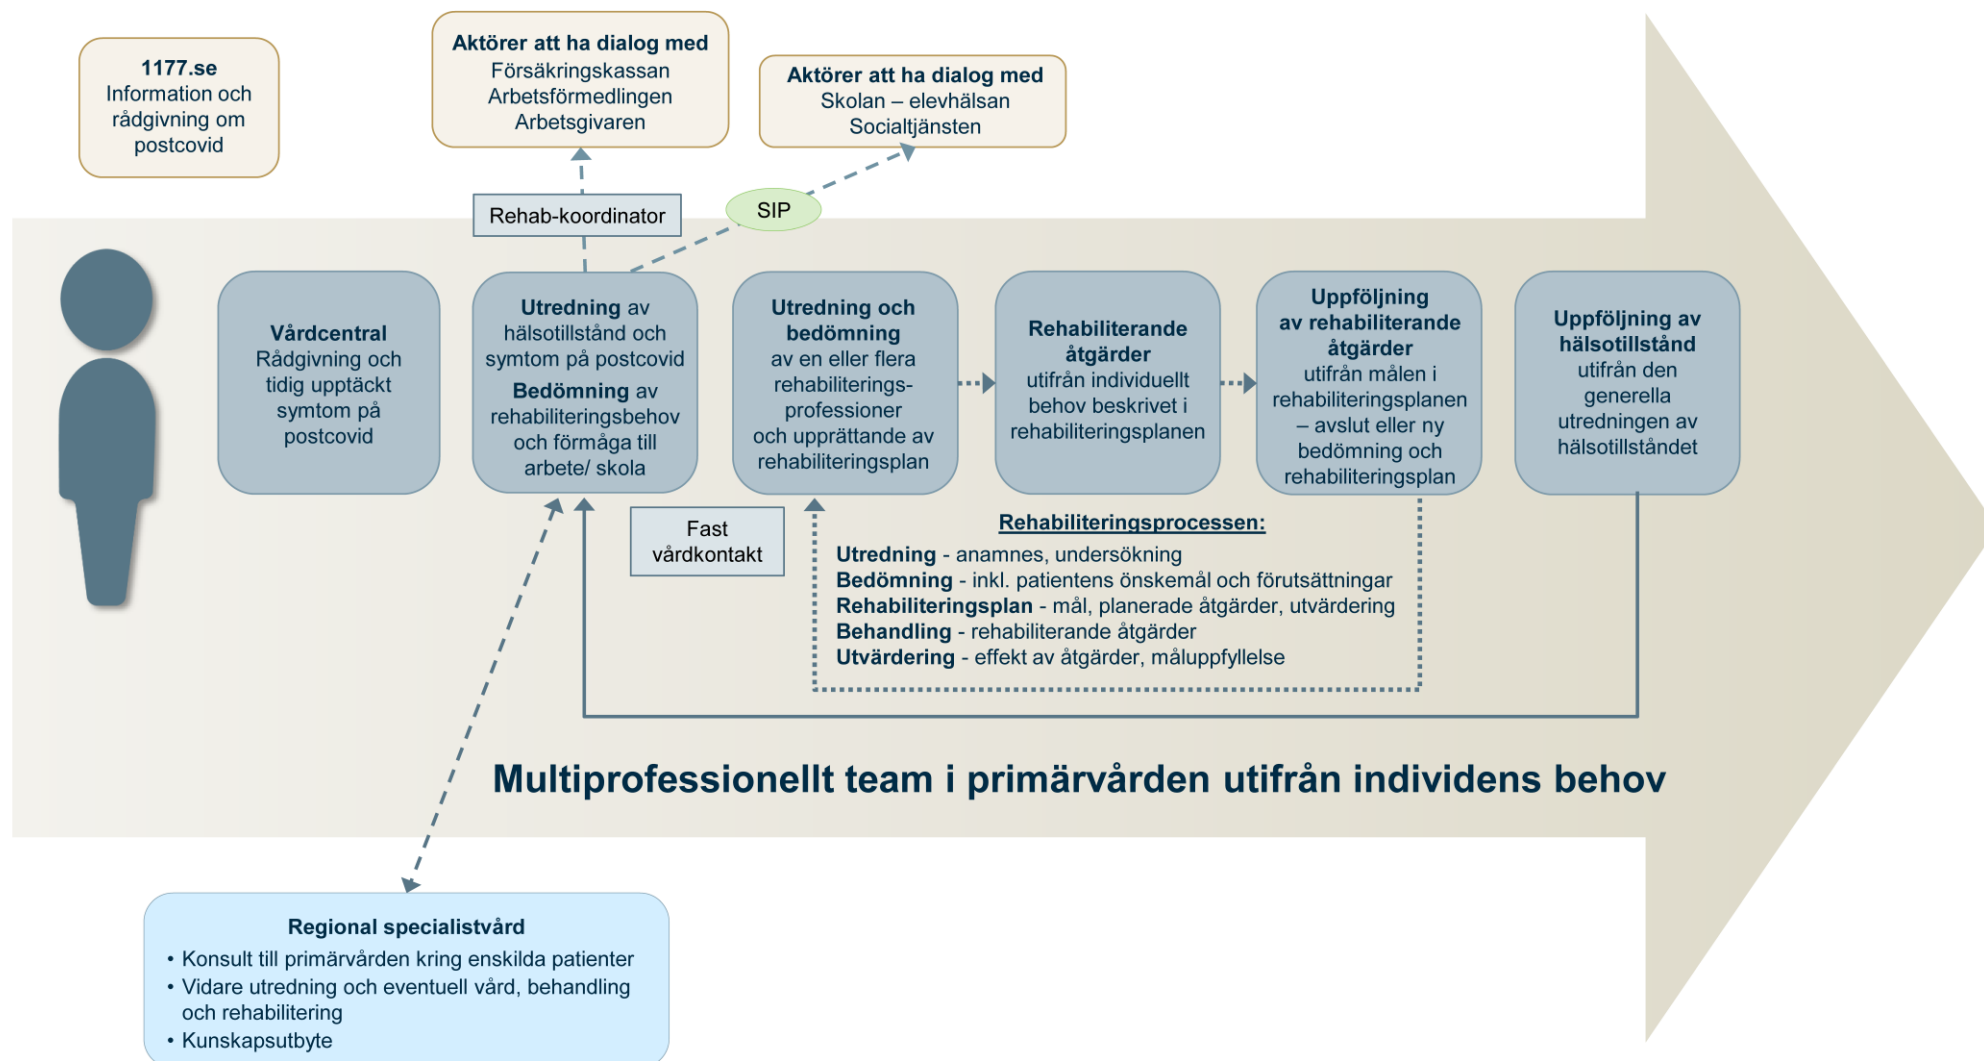 1177.se
Information och
rådgivning om
postcovid
Aktörer att ha dialog med
Försäkringskassan
Arbetsförmedlingen
Arbetsgivaren
Aktörer att ha dialog med
Skolan – elevhälsan
Socialtjänsten
Rehab-koordinator
SIP
Vårdcentral
Rådgivning och
tidig upptäckt
symtom på
postcovid
Utredning av
hälsotillstånd och
symtom på postcovid
Bedömning av
rehabiliteringsbehov
och förmåga till
arbete/ skola
Utredning och
bedömning
av en eller flera
rehabiliterings-
professioner
och upprättande av
rehabiliteringsplan
Rehabiliterande
åtgärder
utifrån individuellt
behov beskrivet i
rehabiliteringsplanen
Uppföljning
av rehabiliterande
åtgärder
utifrån målen i
rehabiliteringsplanen
– avslut eller ny
bedömning och
rehabiliteringsplan
Uppföljning av
hälsotillstånd
utifrån den
generella
utredningen av
hälsotillståndet
Fast
vårdkontakt
Rehabiliteringsprocessen:
Utredning - anamnes, undersökning
Bedömning - inkl. patientens önskemål och förutsättningar
Rehabiliteringsplan - mål, planerade åtgärder, utvärdering
Behandling - rehabiliterande åtgärder
Utvärdering - effekt av åtgärder, måluppfyllelse
Multiprofessionellt team i primärvården utifrån individens behov
Regional specialistvård
• Konsult till primärvården kring enskilda patienter
• Vidare utredning och eventuell vård, behandling
och rehabilitering
• Kunskapsutbyte